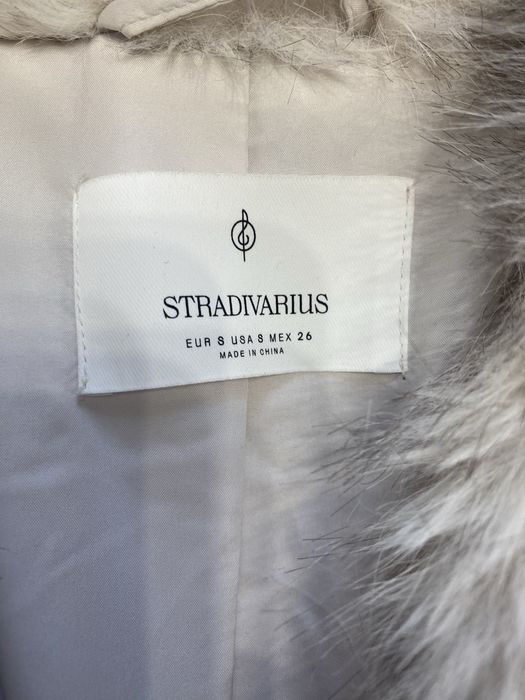 STRADIVARIUS
EUR S USA S MEX 26
MADE IN CHINA